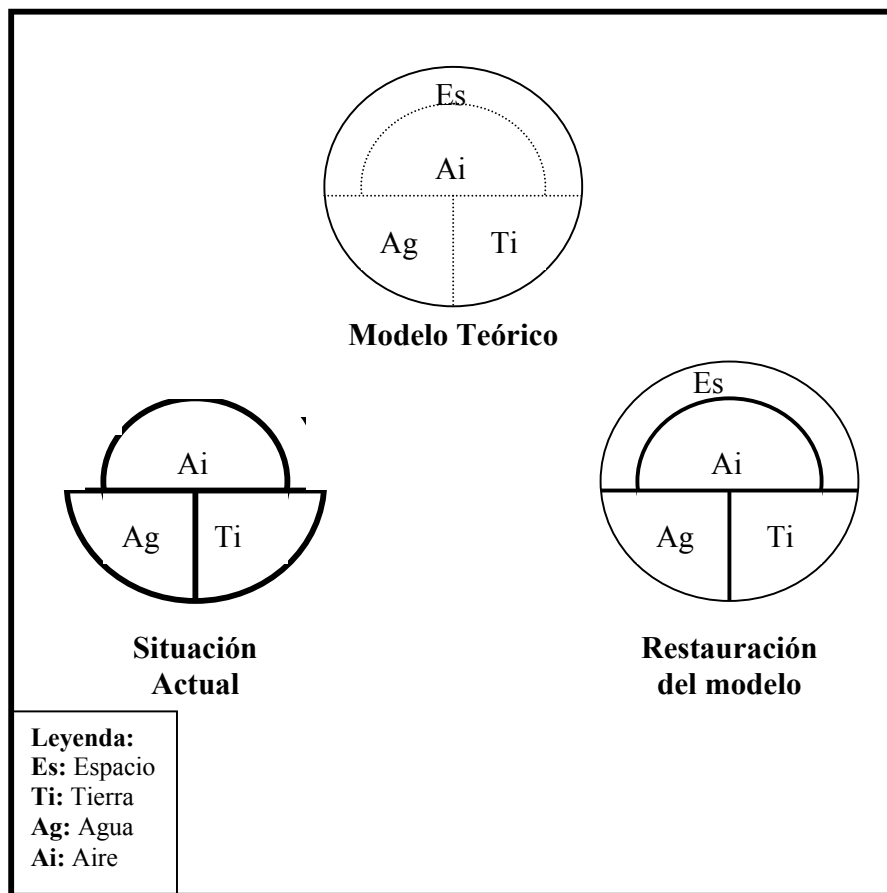 Es
Ai
Ag Ti
Modelo Teórico
Ai
Ag Ti
Situación
Actual
Es
Ai
Ag Ti
Restauración
del modelo
Leyenda:
Es: Espacio
Ti: Tierra
Ag: Agua
Ai: Aire